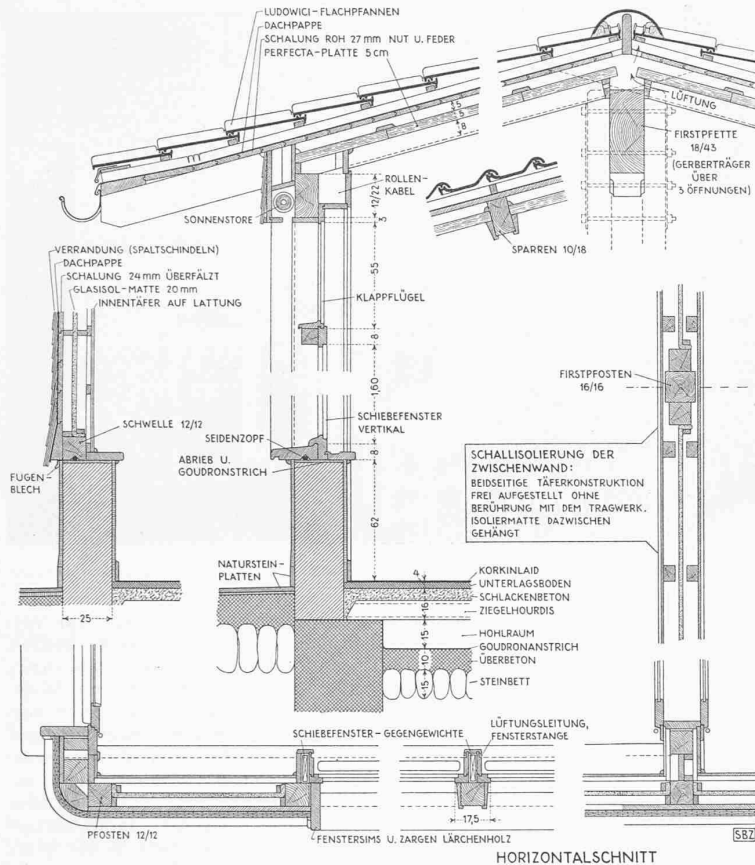 LUDOWICI-FLACHPFANNEN
DACHPAPPE
SCHALUNG ROH 27 mm NUT U. FEDER
PERFECTA-PLATTE 5 cm
5
5
8
LÜFTUNG
FIRSTPFETTE
18/43
(GERBERTRÄGER
ÜBER
3 ÖFFNUNGEN)
ROLLEN-
KABEL
12/22
3
SONNENSTORE
SPARREN 10/18
VERRANDUNG (SPALTSCHINDELN)
DACHPAPPE
SCHALUNG 24 mm ÜBERFÄLZT
GLASISOL-MATTE 20 mm
INNENTÄFER AUF LATTUNG
55
KLAPPFLÜGEL
8
1,60
FIRSTPFOSTEN
16/16
SCHWELLE 12/12
SCHIEBEFENSTER
VERTIKAL
SEIDENZOPF
ABRIEB U.
GOUDRONSTRICH
8
FUGEN-
BLECH
SCHALLISOLIERUNG DER
ZWISCHENWAND:
BEIDSEITIGE TÄFERKONSTRUKTION
FREI AUFGESTELLT OHNE
BERÜHRUNG MIT DEM TRAGWERK.
ISOLIERMATTE DAZWISCHEN
GEHÄNGT
62
NATURSTEIN-
PLATTEN
4
KORKINLAID
UNTERLAGSBODEN
SCHLACKENBETON
16
ZIEGELHOURDIS
25
15
HOHLRAUM
GOUDRONANSTRICH
10
ÜBERBETON
15
STEINBETT
SCHIEBEFENSTER-GEGENGEWICHTE
LÜFTUNGSLEITUNG,
FENSTERSTANGE
17,5
PFOSTEN 12/12
FENSTERSIMS U. ZARGEN LÄRCHENHOLZ
SBZ
HORIZONTALSCHNITT